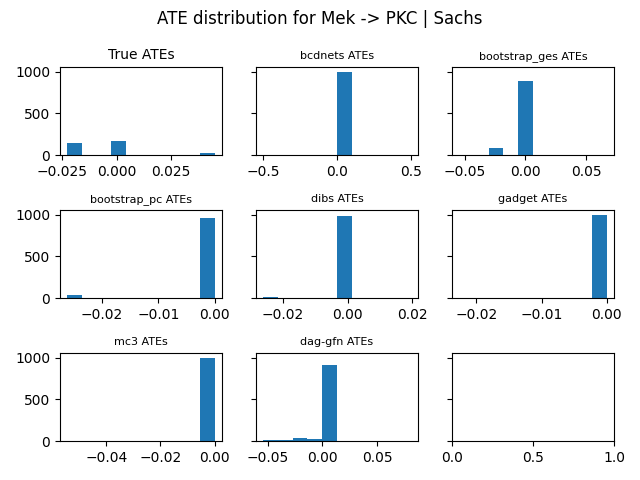 ATE distribution for Mek -> PKC | Sachs
True ATEs
bcdnets ATEs
bootstrap_ges ATEs
1000
500
0
−0.025 0.000 0.025
−0.5 0.0 0.5
−0.05 0.00 0.05
bootstrap_pc ATEs
dibs ATEs
gadget ATEs
1000
500
0
−0.02 −0.01 0.00
−0.02 0.00 0.02
−0.02 −0.01 0.00
mc3 ATEs
dag-gfn ATEs
1000
500
0
−0.04 −0.02 0.00
−0.05 0.00 0.05
0.0 0.5 1.0